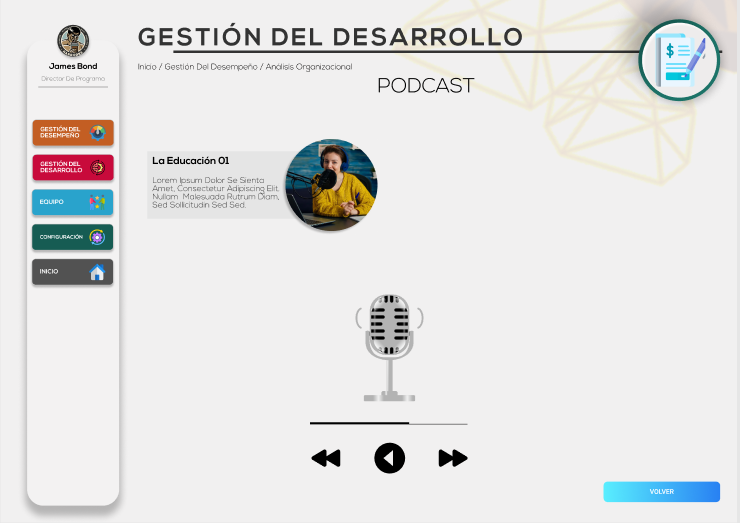 GESTIÓN DEL DESARROLLO
Inicio / Gestión Del Desempeño / Análisis Organizacional
PODCAST
James Bond
Director De Programa
GESTIÓN DEL
DESEMPEÑO
GESTIÓN DEL
DESARROLLO
EQUIPO
CONFIGURACIÓN
INICIO
La Educación 01
Lorem Ipsum Dolor Se Sienta
Amet, Consectetur Adipiscing Elit.
Nullam Malesuada Rutrum Diam,
Sed Sollicitudin Sed Sed.
VOLVER